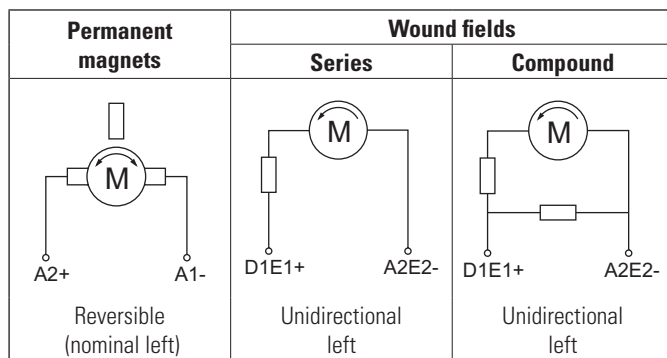 Permanent
magnets
Wound fields
Series
Compound
M
M
M
A2+
A1-
D1E1+
A2E2-
D1E1+
A2E2-
Reversible
(nominal left)
Unidirectional
left
Unidirectional
left